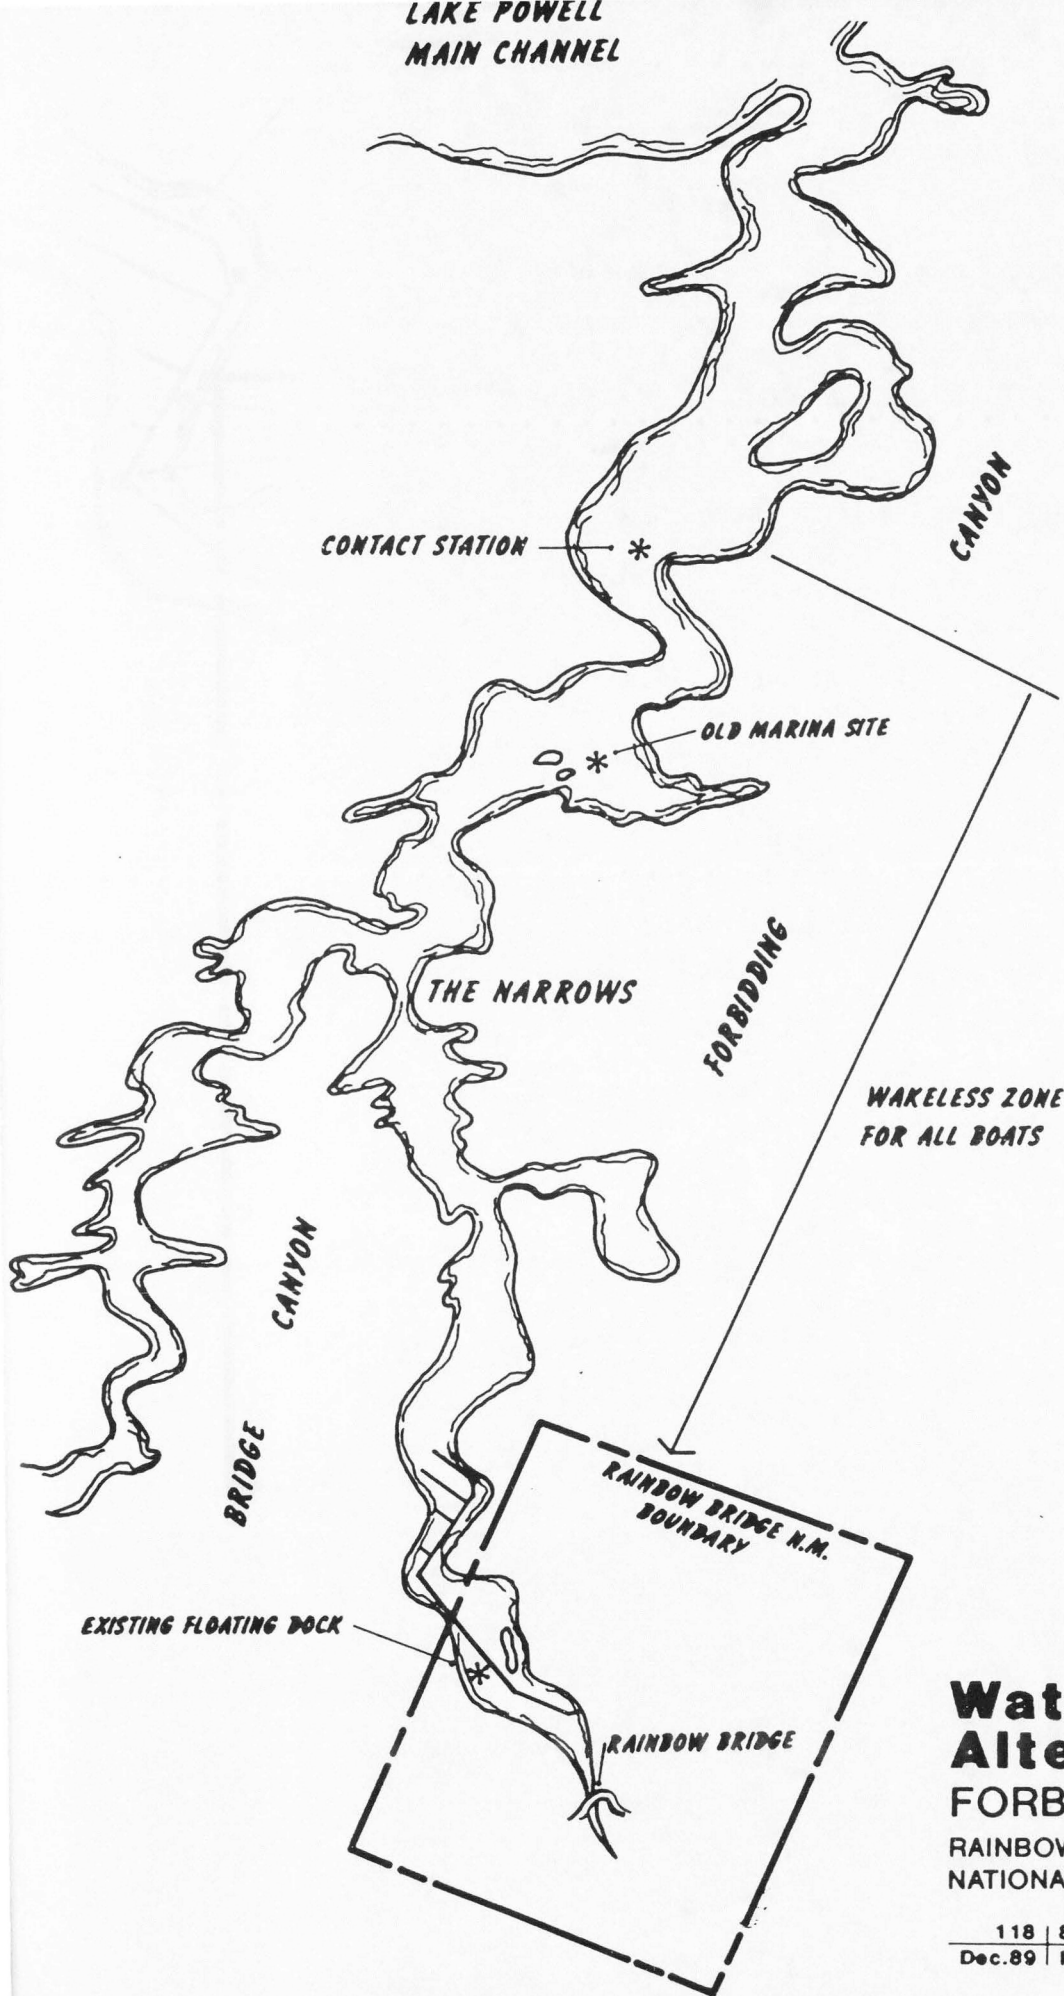 LAKE POWELL
MAIN CHANNEL
CANYON
CONTACT STATION
OLD MARINA SITE
FORBIDDING
THE NARROWS
WAKELESS ZONE
FOR ALL BOATS
CANYON
BRIDGE
RAINBOW BRIDGE N.M.
BOUNDARY
EXISTING FLOATING DOCK
RAINBOW BRIDGE
Wat
Alte
FORB
RAINBOW
NATIONA
118
Dec.89